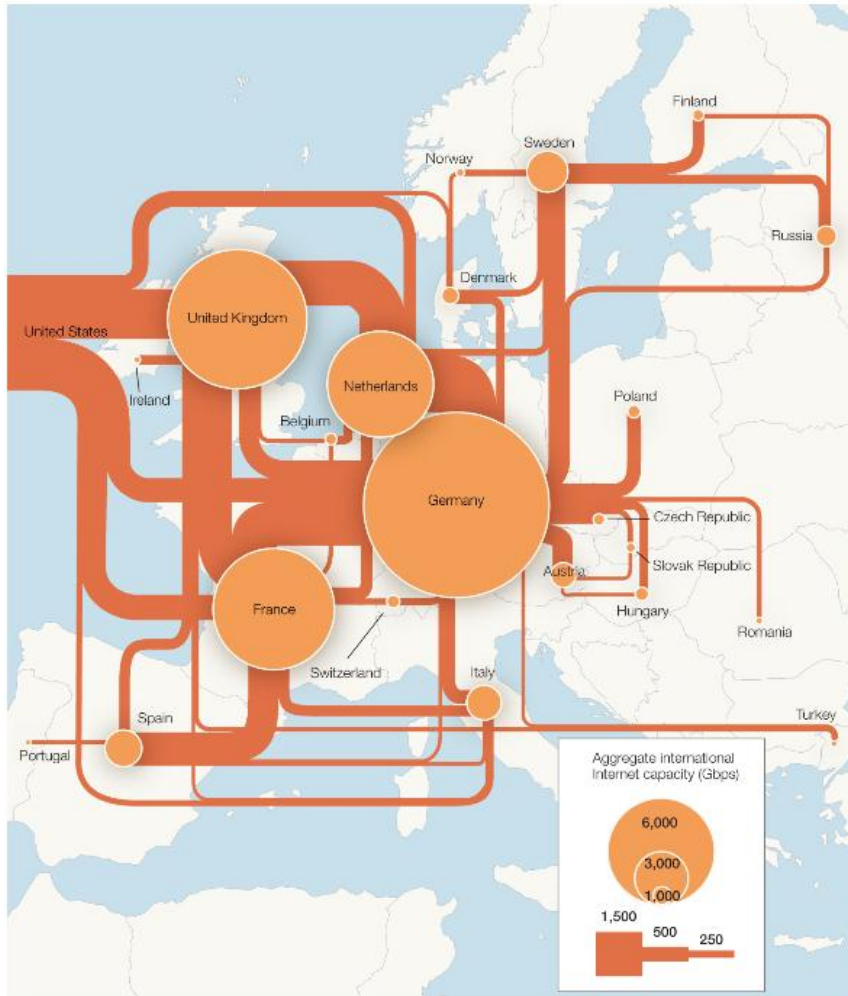 Finland
Sweden
Norway
Russia
Denmark
United Kingdom
United States
Netherlands
Ireland
Belgium
Poland
Germany
Czech Republic
Slovak Republic
Austria
Hungary
France
Romania
Switzerland
Italy
Spain
Turkey
Portugal
Aggregate international
Internet capacity (Gbps)
6,000
3,000
1,000
1,500
500
250